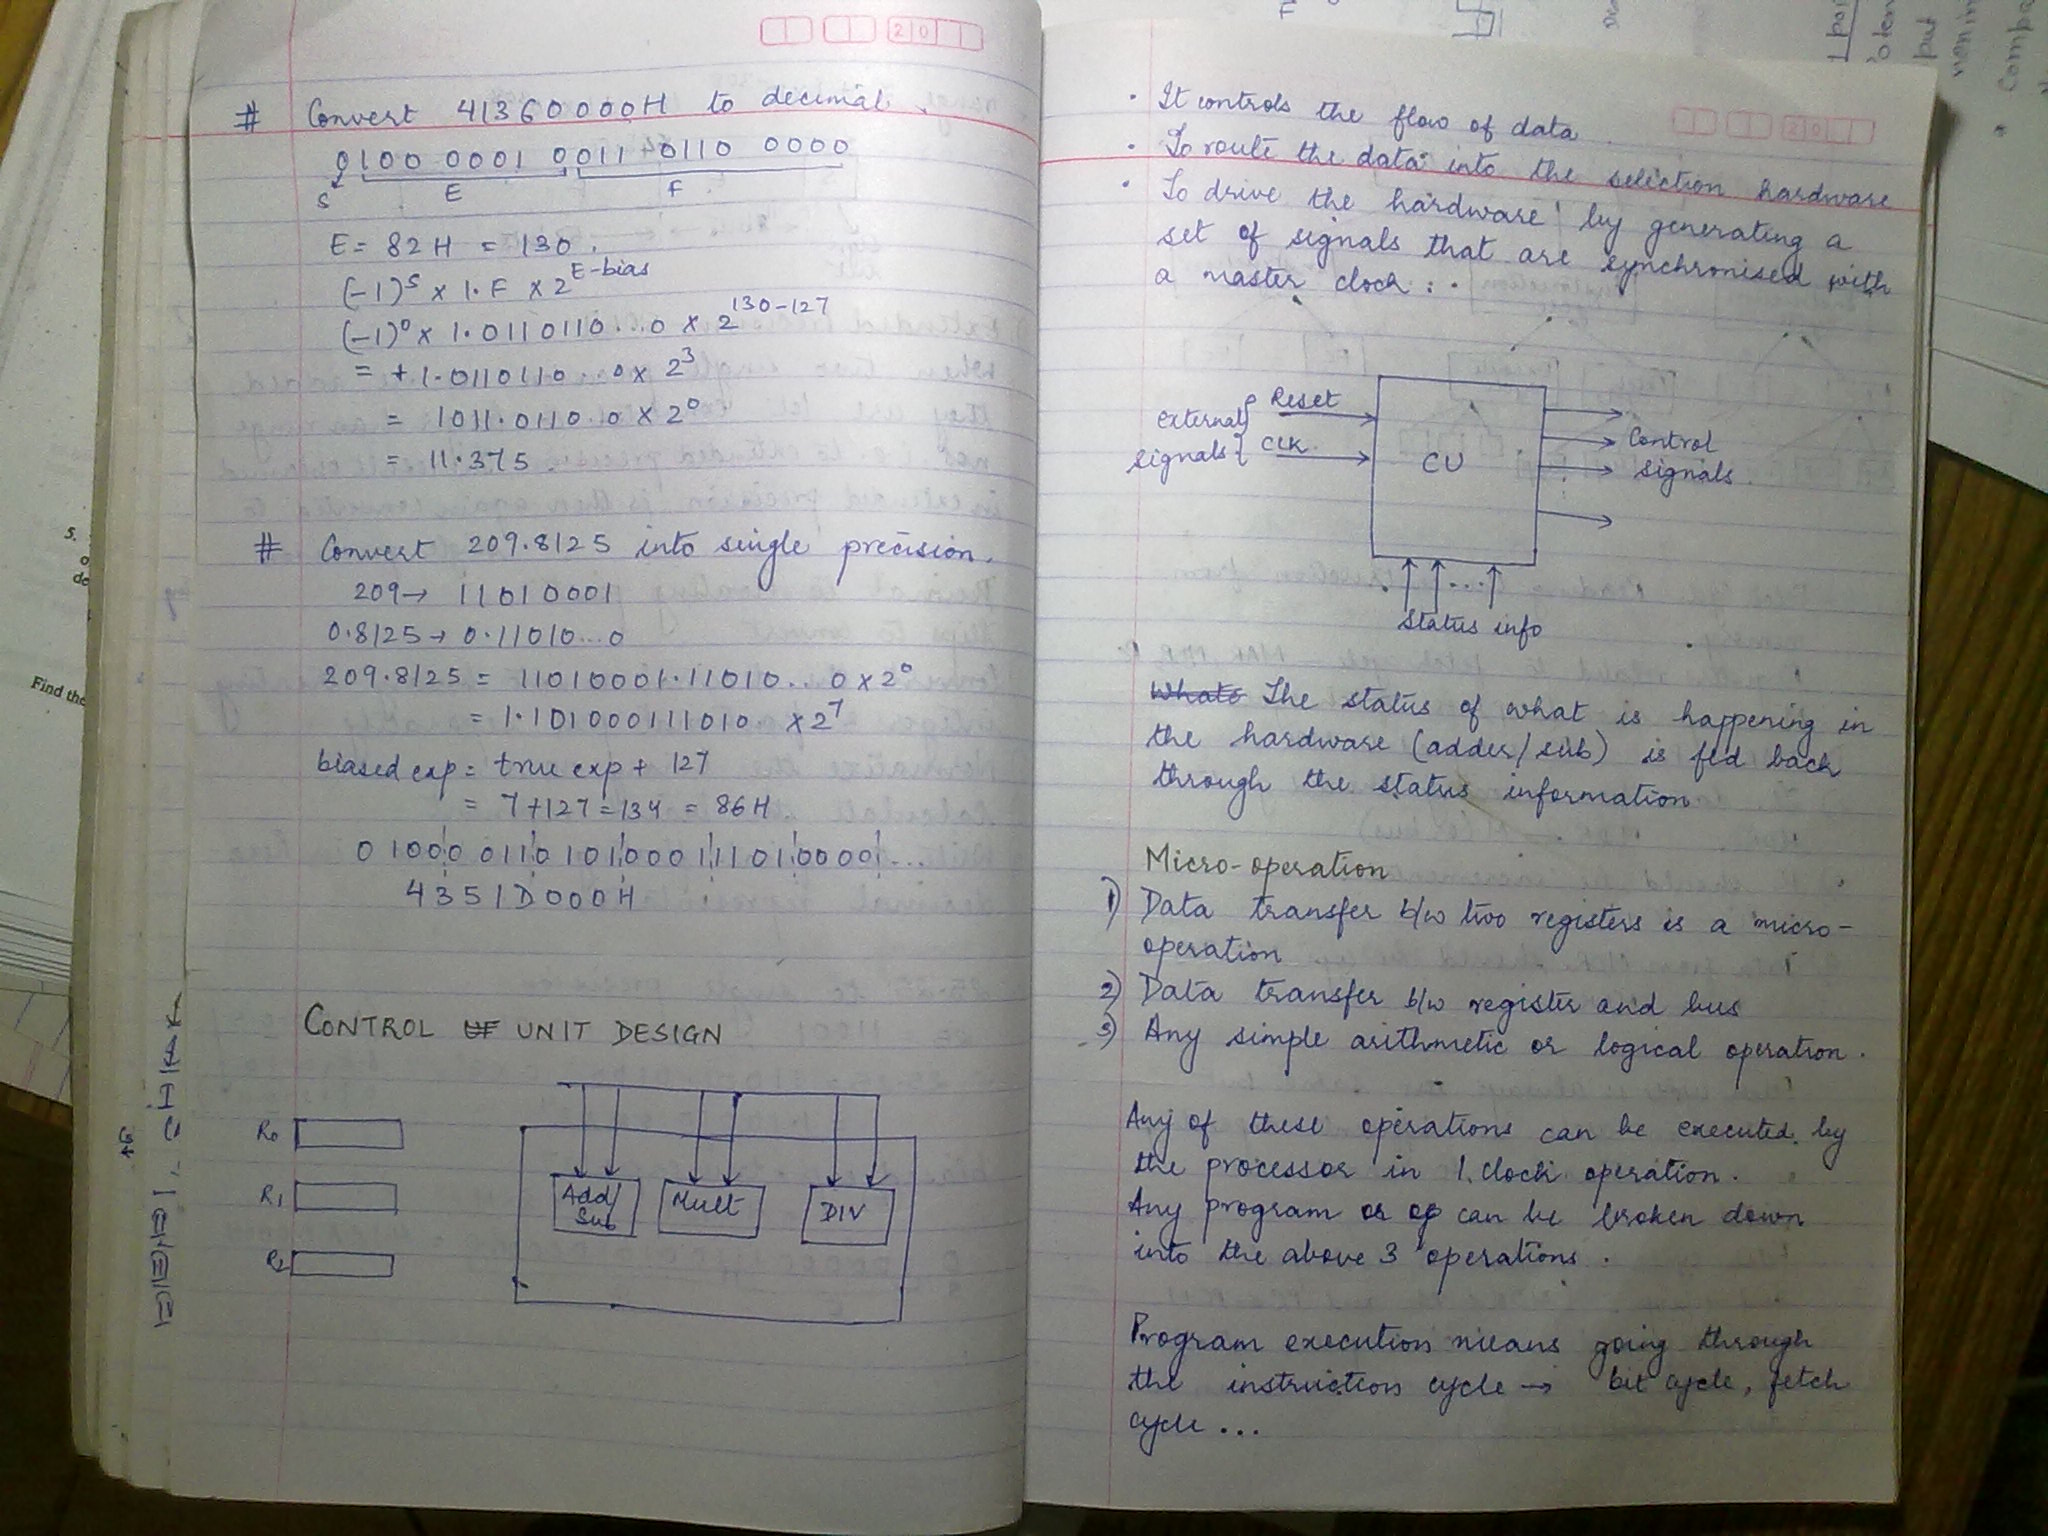 # Convert 41360000H to decimal.
0100 0001 0011 0110 0000
S E F
E = 82H = 130.
(-1)^S x 1.F x 2^E-bias
(-1)^0 x 1.0110110...0 x 2^130-127
= + 1.0110110..0 x 2^3
= 1011.0110..0 x 2^0
= 11.375.
# Convert 209.8125 into single precision.
209 → 11010001
0.8125 → 0.11010...0
209.8125 = 11010001.11010...0 x 2^0
= 1.101000111010.. x 2^7
biased exp = true exp + 127
= 7+127 = 134 = 86H
0 1000 0110 1010001110100001...
4351D000H
CONTROL UNIT DESIGN
R0
R1
R2
Add/
Sub
Mult
DIV
• It controls the flow of data.
• To route the data into the selection hardware
• To drive the hardware by generating a
set of signals that are synchronised with
a master clock :.
External
signals
Reset
CLK.
CU
Control
signals
...
Status info
Whats The status of what is happening in
the hardware (adder/sub) is fed back
through the status information
Micro-operation
1) Data transfer b/w two registers is a micro-
operation
2) Data transfer b/w register and bus
3) Any simple arithmetic or logical operation.
Any of these operations can be executed by
the processor in 1 clock operation.
Any program or op can be broken down
into the above 3 operations.
Program execution means going through
the instruction cycle → bit cycle, fetch
cycle...
5.
Find the